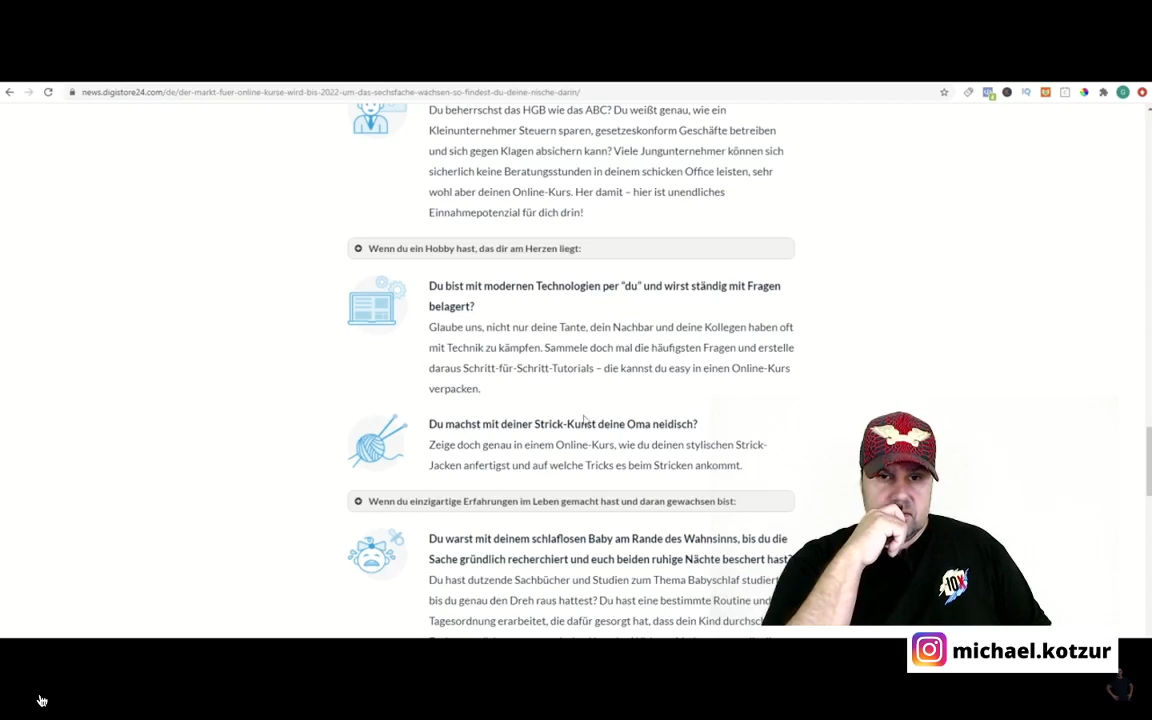 news.digistore24.com/de/der-markt-fuer-online-kurse-wird-bis-2022-um-das-sechsfache-wachsen-so-findest-du-deine-nische-darin/
Du beherrschst das HGB wie das ABC? Du weißt genau, wie ein
Kleinunternehmer Steuern sparen, gesetzeskonform Geschäfte betreiben
und sich gegen Klagen absichern kann? Viele Jungunternehmer können sich
sicherlich keine Beratungsstunden in deinem schicken Office leisten, sehr
wohl aber deinen Online-Kurs. Her damit – hier ist unendliches
Einnahmepotenzial für dich drin!
Wenn du ein Hobby hast, das dir am Herzen liegt:
Du bist mit modernen Technologien per "du" und wirst ständig mit Fragen
belagert?
Glaube uns, nicht nur deine Tante, dein Nachbar und deine Kollegen haben oft
mit Technik zu kämpfen. Sammele doch mal die häufigsten Fragen und erstelle
daraus Schritt-für-Schritt-Tutorials – die kannst du easy in einen Online-Kurs
verpacken.
Du machst mit deiner Strick-Kunst deine Oma neidisch?
Zeige doch genau in einem Online-Kurs, wie du deinen stylischen Strick-
Jacken anfertigst und auf welche Tricks es beim Stricken ankommt.
Wenn du einzigartige Erfahrungen im Leben gemacht hast und daran gewachsen bist:
Du warst mit deinem schlaflosen Baby am Rande des Wahnsinns, bis du die
Sache gründlich recherchiert und euch beiden ruhige Nächte beschert hast?
Du hast dutzende Sachbücher und Studien zum Thema Babyschlaf studiert
bis du genau den Dreh raus hattest? Du hast eine bestimmte Routine und
Tagesordnung erarbeitet, die dafür gesorgt hat, dass dein Kind durchsc
10X
michael.kotzur